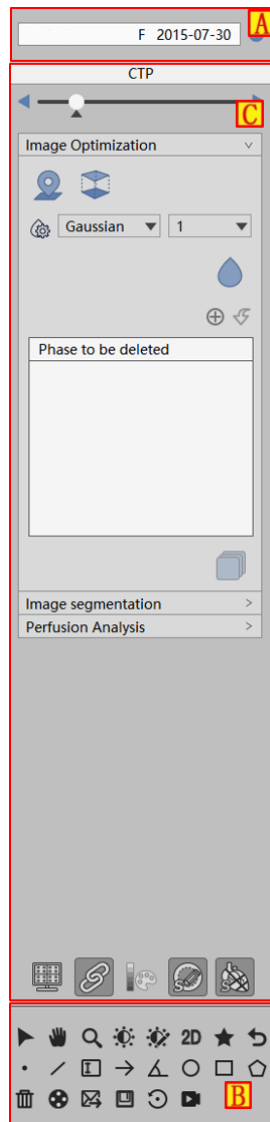 A
F 2015-07-30
CTP
C
Image Optimization
Gaussian 1
Phase to be deleted
Image segmentation
Perfusion Analysis
S S
2D
I
B